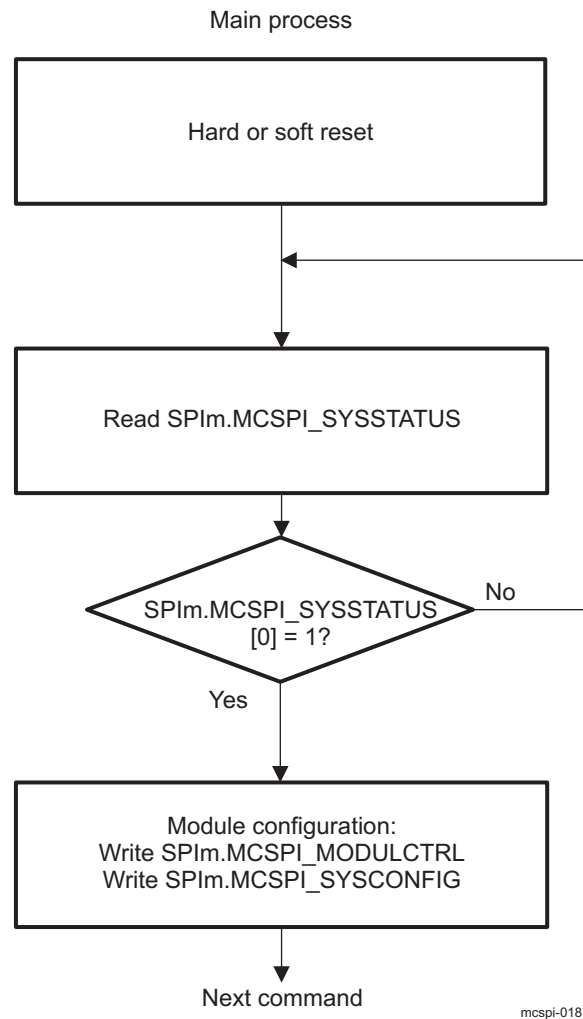 Main process
Hard or soft reset
Read SPIm.MCSPI_SYSSTATUS
SPIm.MCSPI_SYSSTATUS
[0] = 1?
No
Yes
Module configuration:
Write SPIm.MCSPI_MODULCTRL
Write SPIm.MCSPI_SYSCONFIG
Next command
mcspi-018